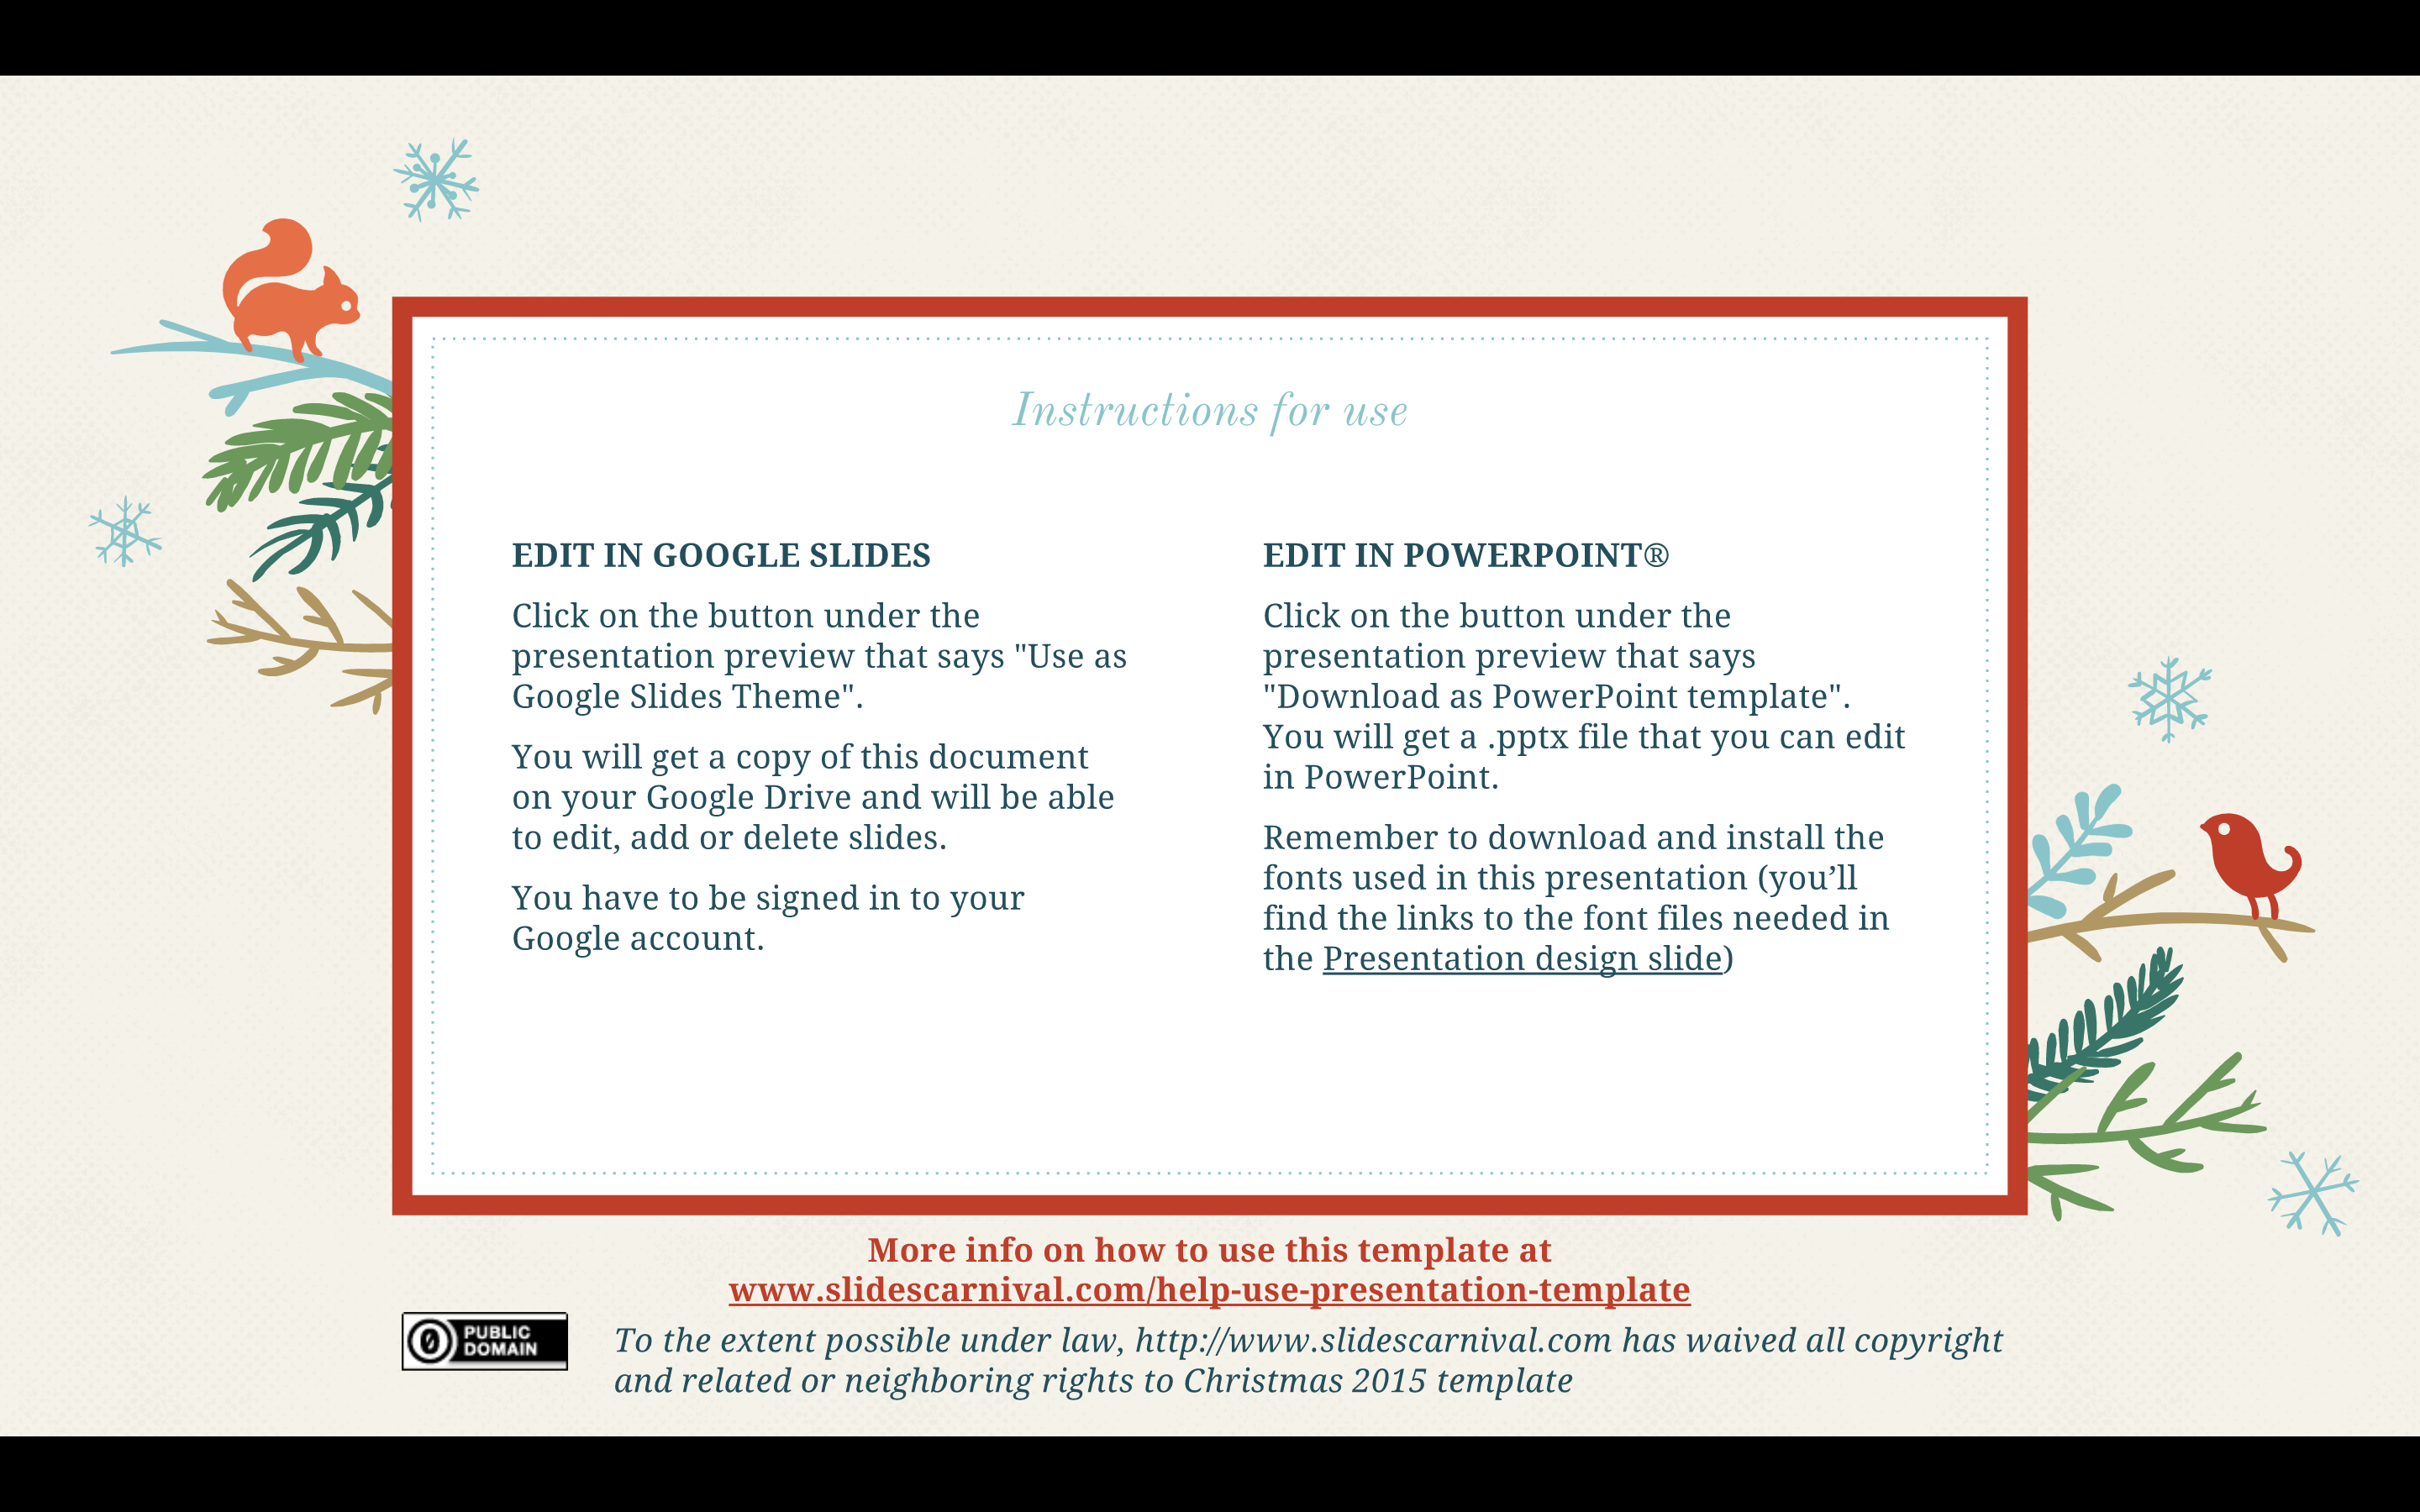 Instructions for use
EDIT IN GOOGLE SLIDES
Click on the button under the
presentation preview that says "Use as
Google Slides Theme".
You will get a copy of this document
on your Google Drive and will be able
to edit, add or delete slides.
You have to be signed in to your
Google account.
EDIT IN POWERPOINT®
Click on the button under the
presentation preview that says
"Download as PowerPoint template".
You will get a .pptx file that you can edit
in PowerPoint.
Remember to download and install the
fonts used in this presentation (you’ll
find the links to the font files needed in
the Presentation design slide)
More info on how to use this template at
www.slidescarnival.com/help-use-presentation-template
0 PUBLIC
DOMAIN
To the extent possible under law, http://www.slidescarnival.com has waived all copyright
and related or neighboring rights to Christmas 2015 template